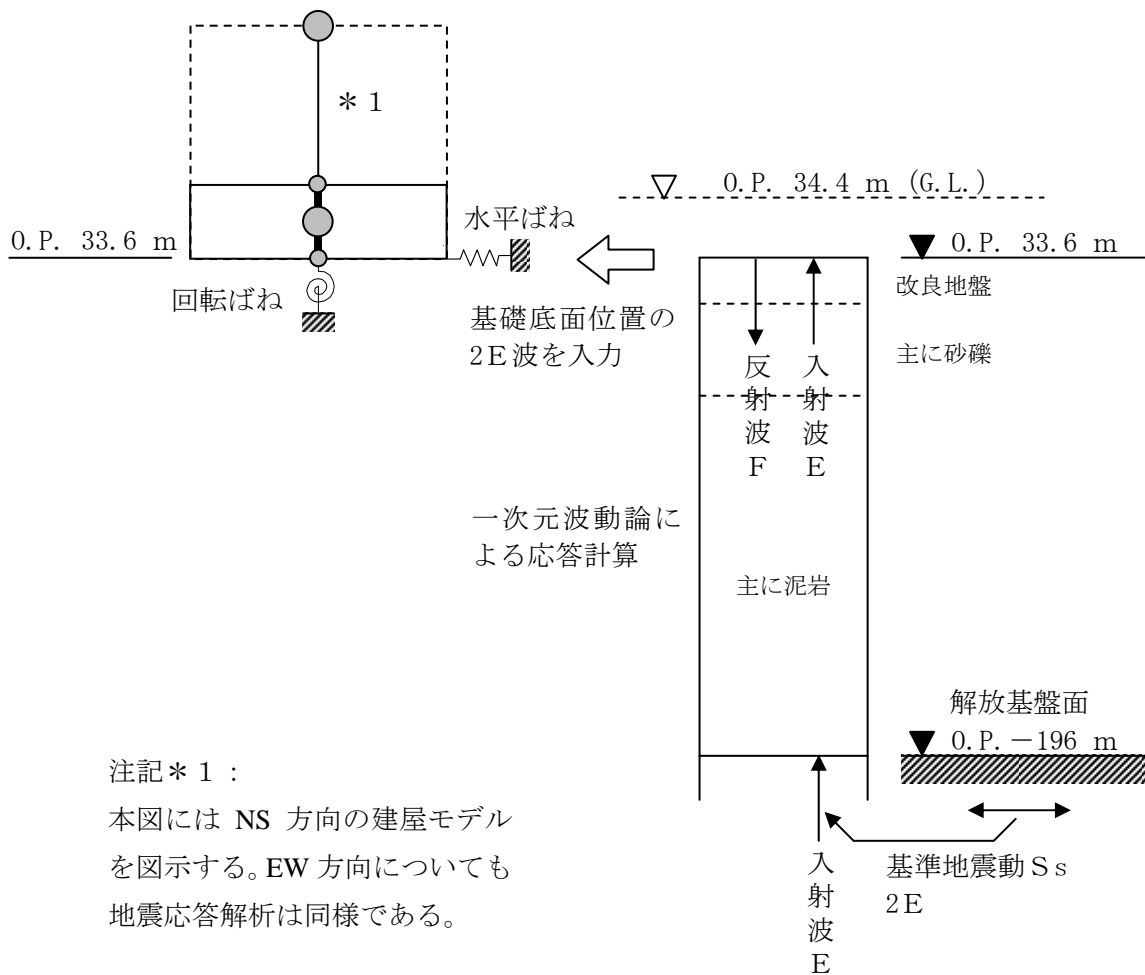 ＊１
O.P. 34.4 m (G.L.)
水平ばね
O.P. 33.6 m
O.P. 33.6 m
回転ばね
改良地盤
基礎底面位置の
2E波を入力
主に砂礫
反射波F
入射波E
一次元波動論に
よる応答計算
主に泥岩
解放基盤面
O.P. －196 m
注記＊１：
本図には NS 方向の建屋モデル
を図示する。EW 方向についても
地震応答解析は同様である。
入射波E
基準地震動Ｓｓ
2E